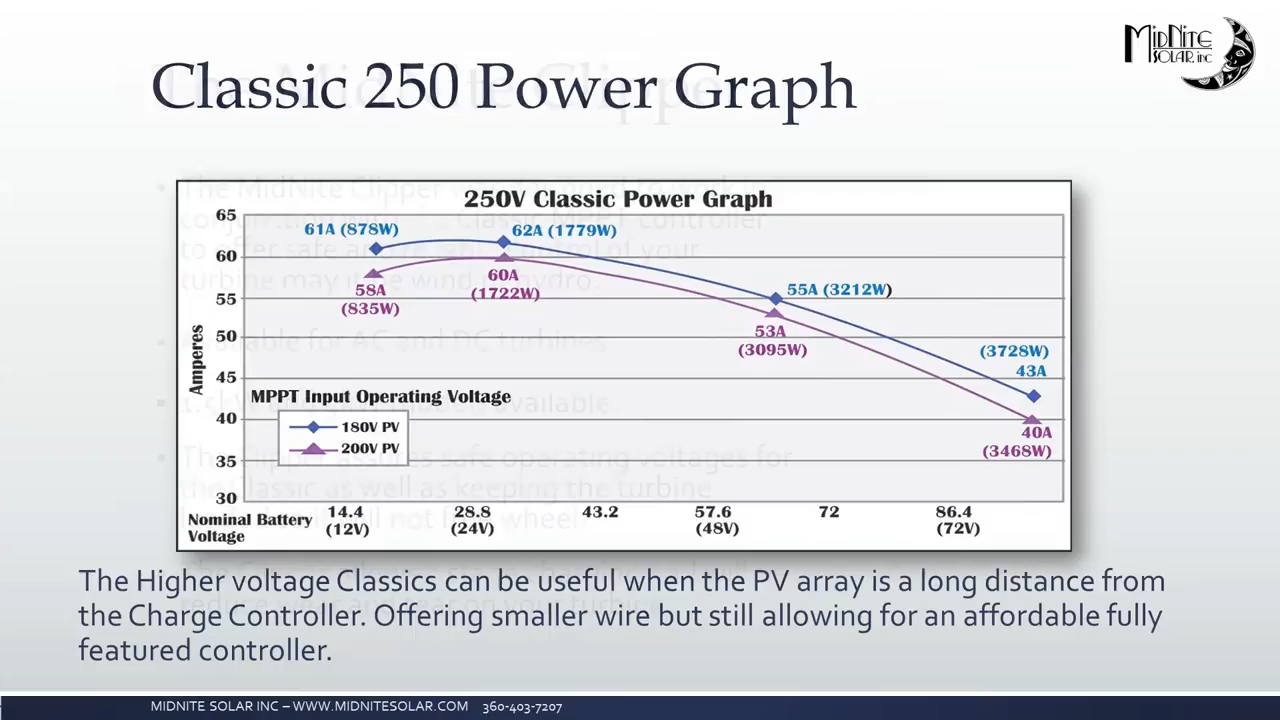 MidNite
SOLAR, inc
Classic 250 Power Graph
250V Classic Power Graph
65
60
55
50
45
40
35
30
Amperes
61A (878W)
62A (1779W)
58A
(835W)
60A
(1722W)
55A (3212W)
53A
(3095W)
(3728W)
43A
40A
(3468W)
MPPT Input Operating Voltage
180V PV
200V PV
Nominal Battery
Voltage
14.4
(12V)
28.8
(24V)
43.2
57.6
(48V)
72
86.4
(72V)
The Higher voltage Classics can be useful when the PV array is a long distance from
the Charge Controller. Offering smaller wire but still allowing for an affordable fully
featured controller.
MIDNITE SOLAR INC – WWW.MIDNITESOLAR.COM 360-403-7207